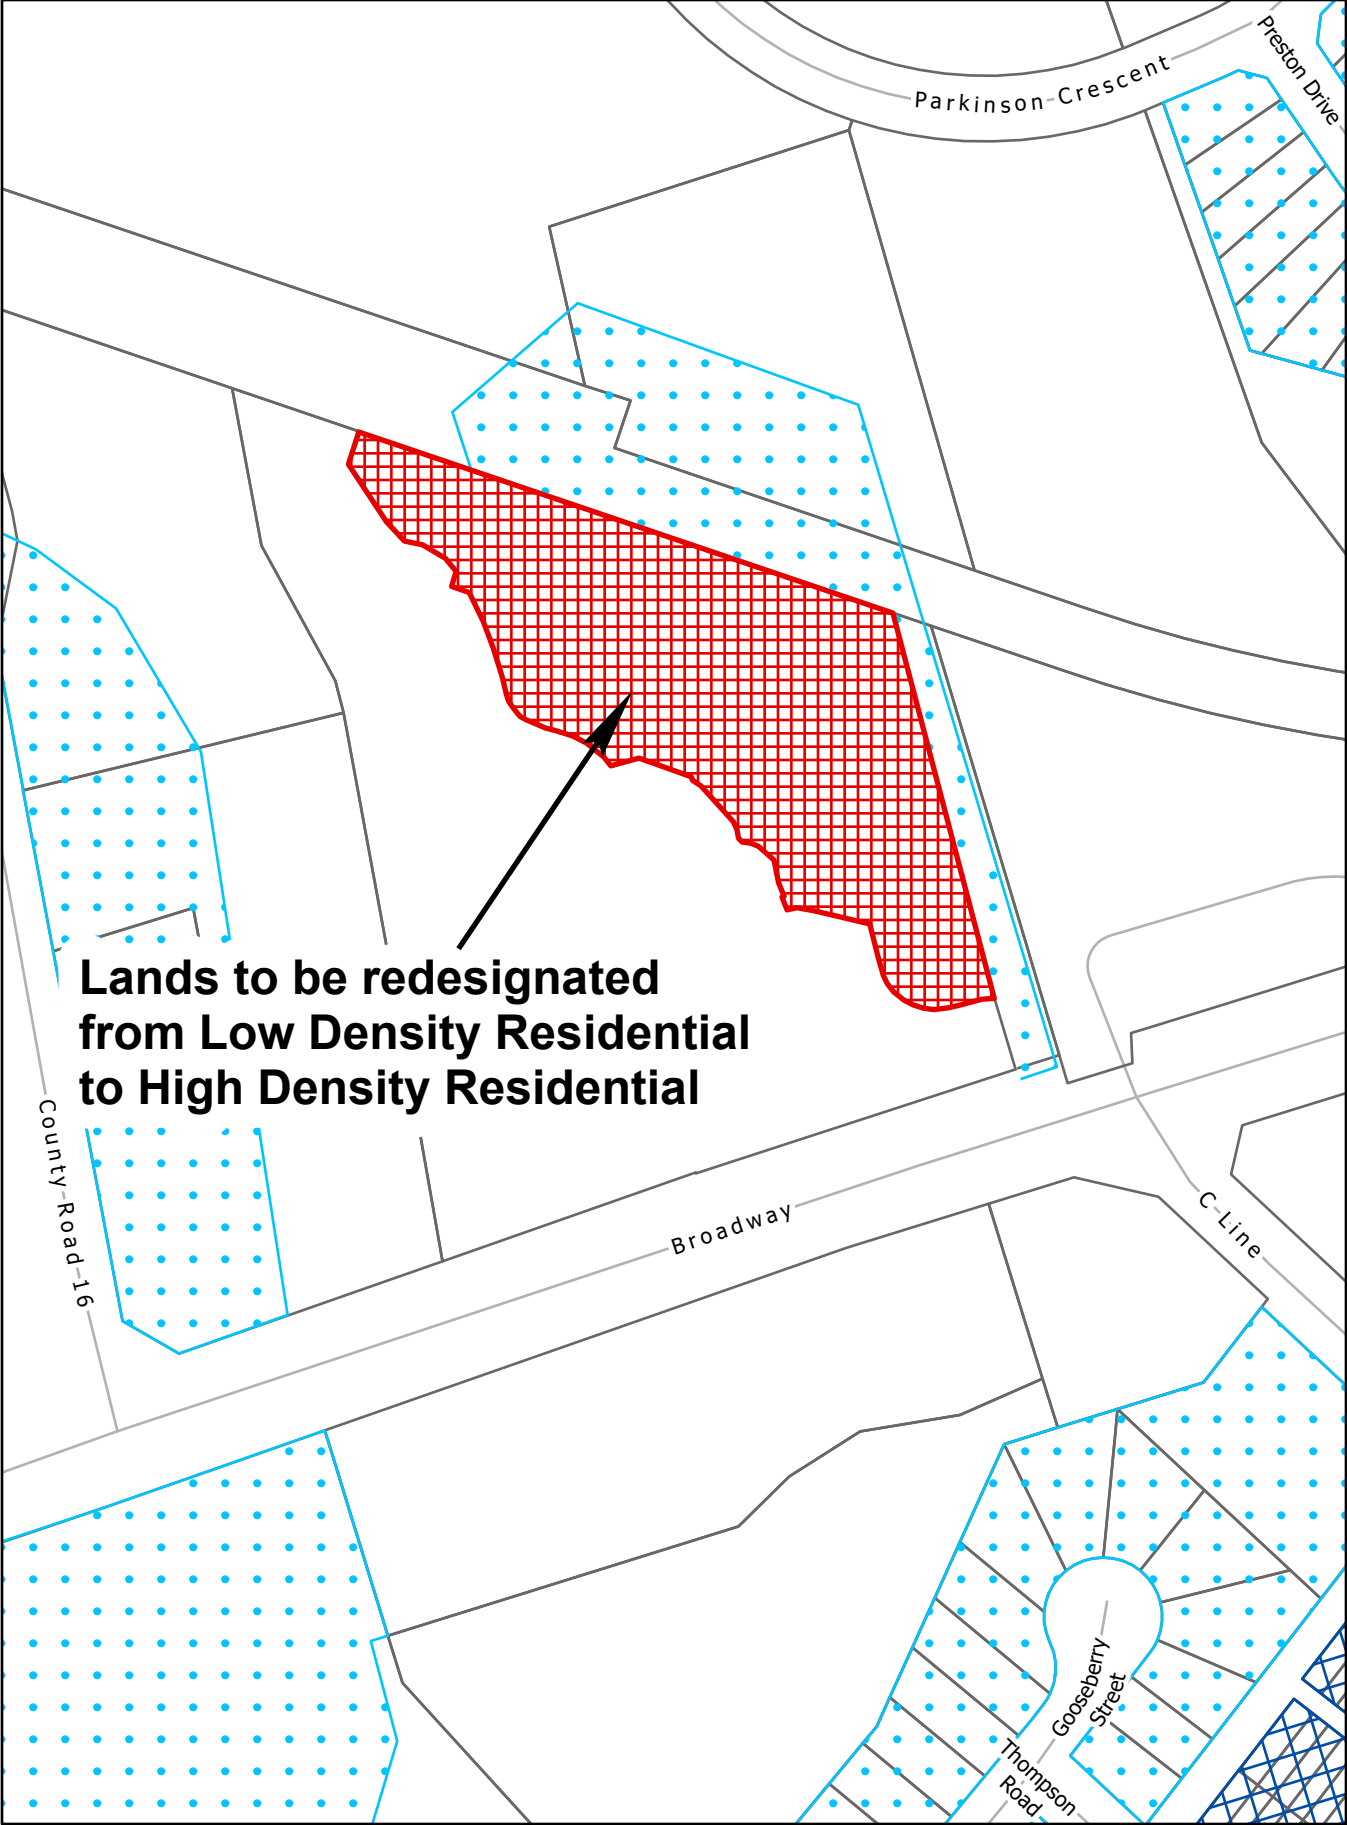 Parkinson Crescent
Preston Drive
Lands to be redesignated
from Low Density Residential
to High Density Residential
County Road 16
Broadway
C Line
Gooseberry
Street
Thompson
Road